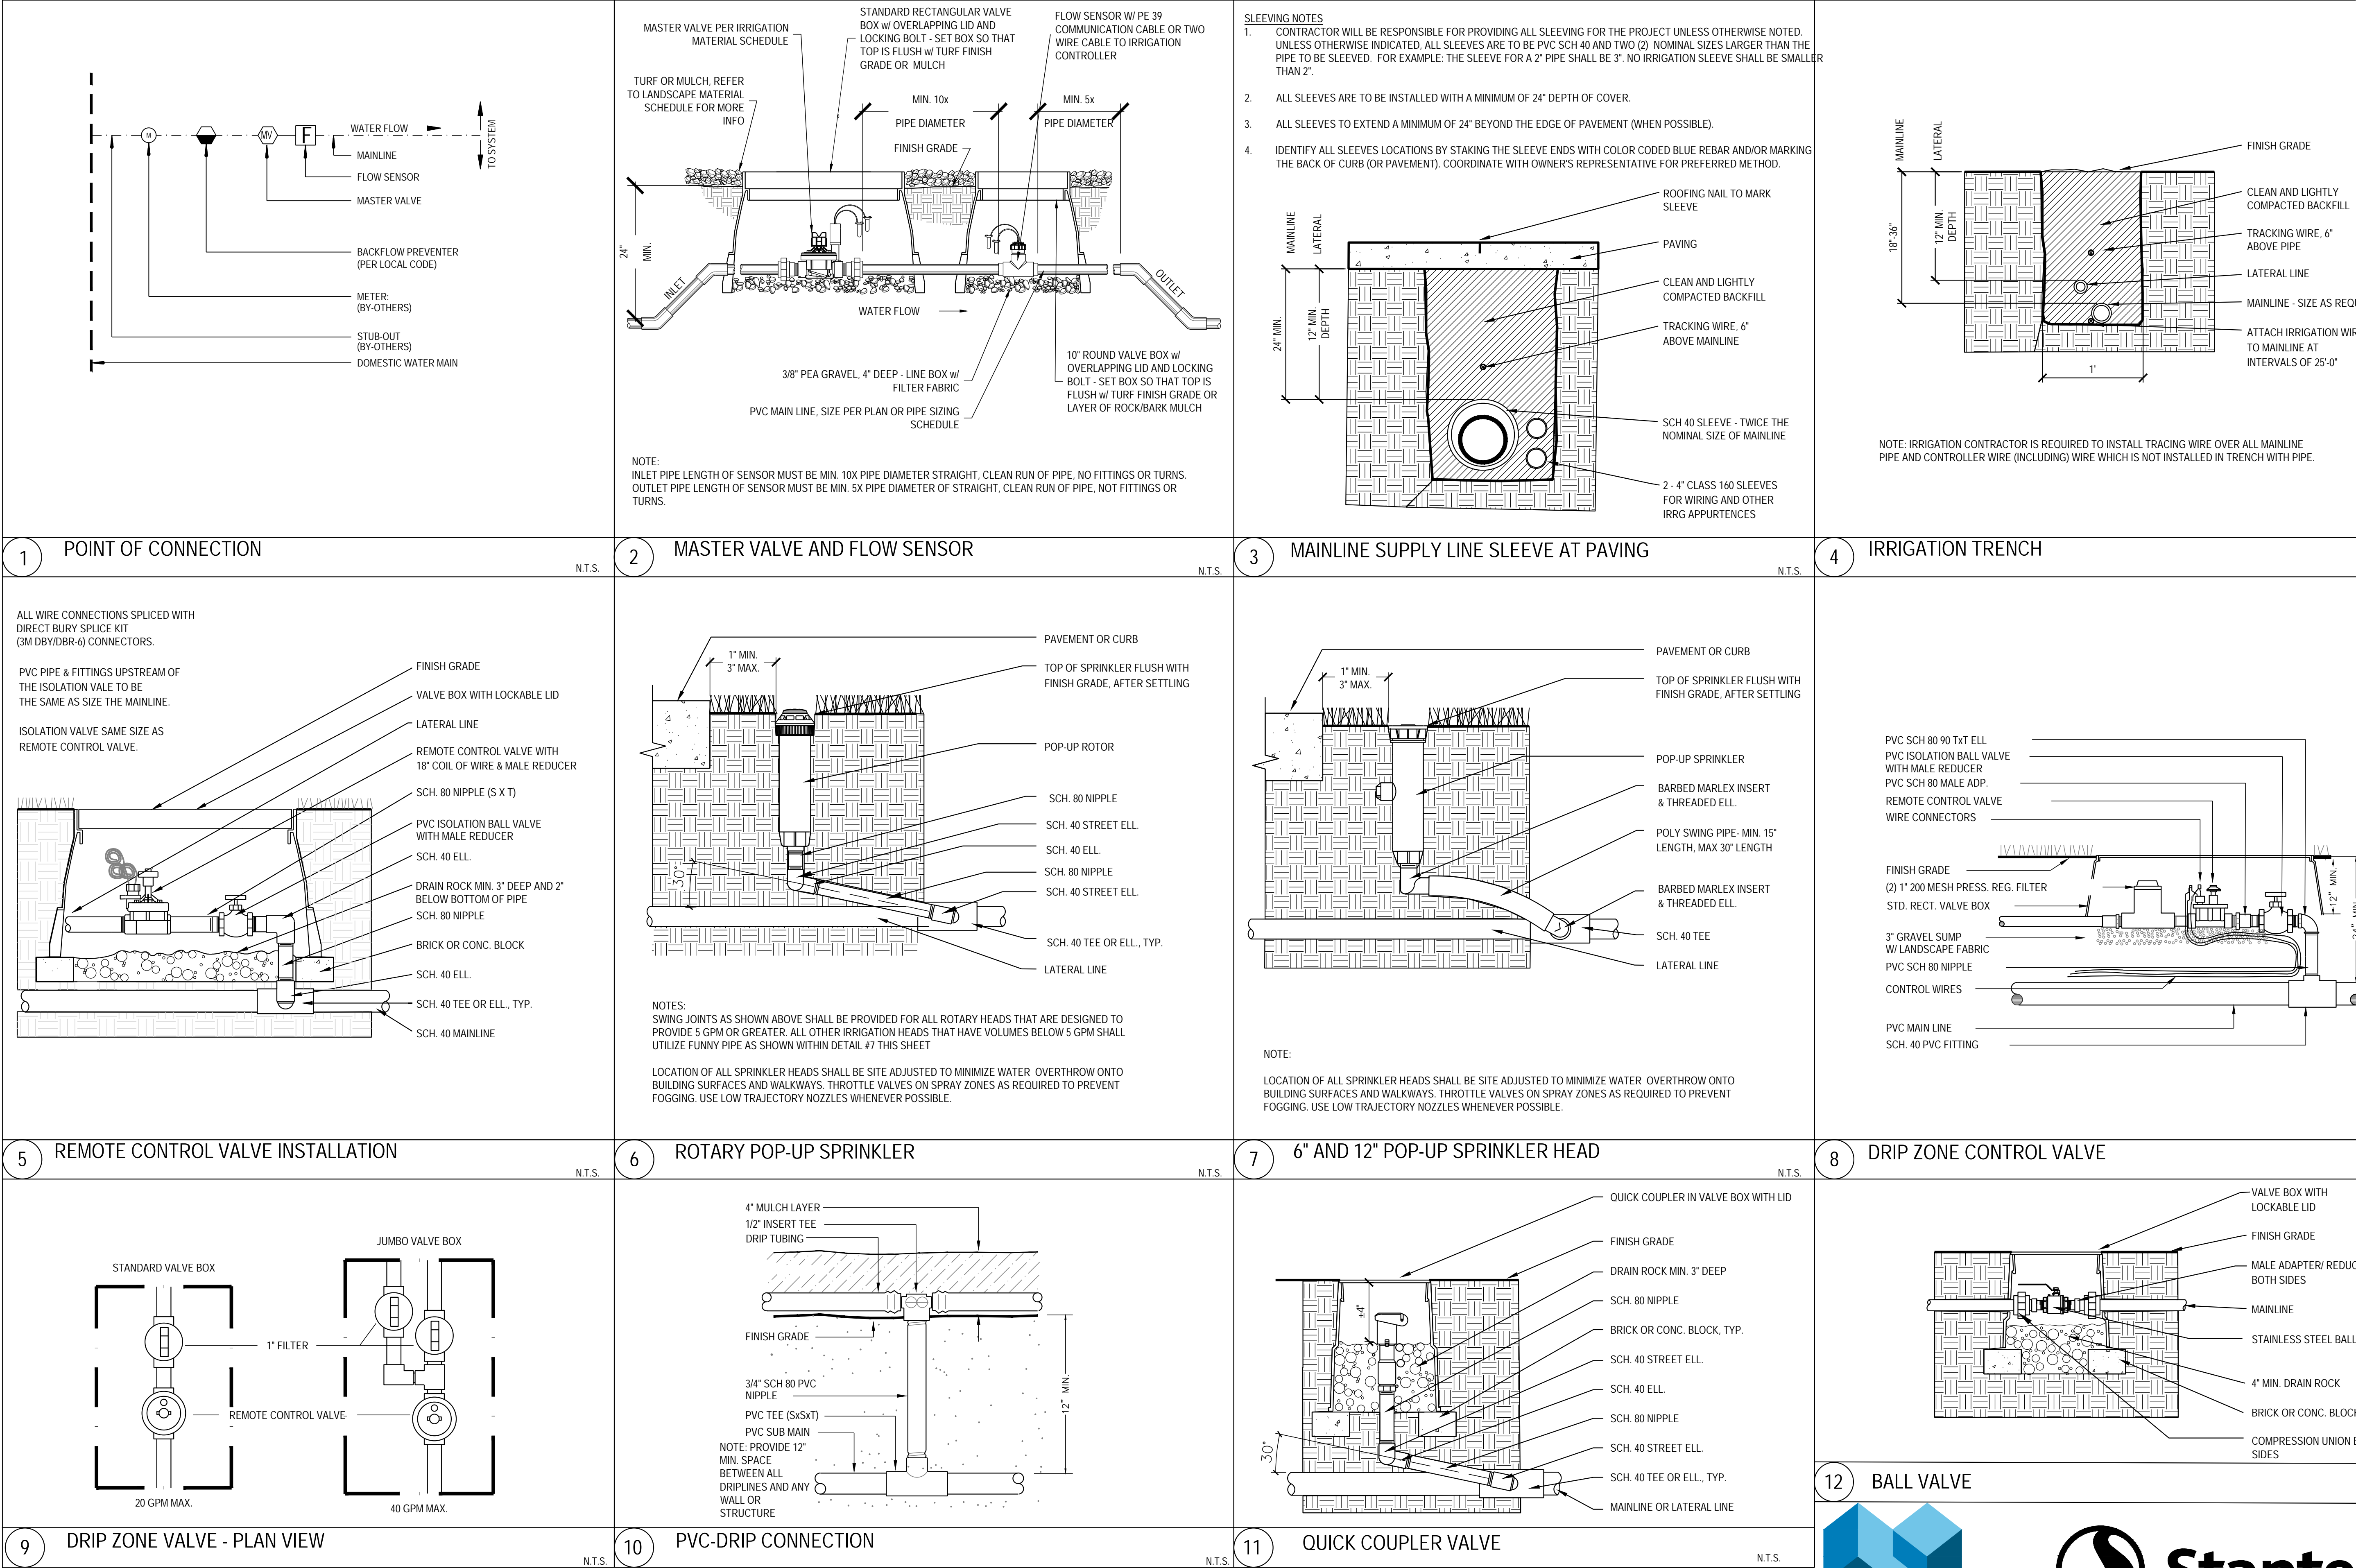 M
MV
F
WATER FLOW
TO SYSTEM
MAINLINE
FLOW SENSOR
MASTER VALVE
BACKFLOW PREVENTER
(PER LOCAL CODE)
METER:
(BY-OTHERS)
STUB-OUT
(BY-OTHERS)
DOMESTIC WATER MAIN
1
POINT OF CONNECTION
N.T.S.
MASTER VALVE PER IRRIGATION
MATERIAL SCHEDULE
STANDARD RECTANGULAR VALVE
BOX w/ OVERLAPPING LID AND
LOCKING BOLT - SET BOX SO THAT
TOP IS FLUSH w/ TURF FINISH
GRADE OR MULCH
FLOW SENSOR W/ PE 39
COMMUNICATION CABLE OR TWO
WIRE CABLE TO IRRIGATION
CONTROLLER
TURF OR MULCH, REFER
TO LANDSCAPE MATERIAL
SCHEDULE FOR MORE
INFO
MIN. 10x
PIPE DIAMETER
MIN. 5x
PIPE DIAMETER
FINISH GRADE
24"
MIN.
INLET
OUTLET
WATER FLOW
3/8" PEA GRAVEL, 4" DEEP - LINE BOX w/
FILTER FABRIC
PVC MAIN LINE, SIZE PER PLAN OR PIPE SIZING
SCHEDULE
10" ROUND VALVE BOX w/
OVERLAPPING LID AND LOCKING
BOLT - SET BOX SO THAT TOP IS
FLUSH w/ TURF FINISH GRADE OR
LAYER OF ROCK/BARK MULCH
NOTE:
INLET PIPE LENGTH OF SENSOR MUST BE MIN. 10X PIPE DIAMETER STRAIGHT, CLEAN RUN OF PIPE, NO FITTINGS OR TURNS.
OUTLET PIPE LENGTH OF SENSOR MUST BE MIN. 5X PIPE DIAMETER OF STRAIGHT, CLEAN RUN OF PIPE, NOT FITTINGS OR
TURNS.
2
MASTER VALVE AND FLOW SENSOR
N.T.S.
SLEEVING NOTES
1. CONTRACTOR WILL BE RESPONSIBLE FOR PROVIDING ALL SLEEVING FOR THE PROJECT UNLESS OTHERWISE NOTED.
UNLESS OTHERWISE INDICATED, ALL SLEEVES ARE TO BE PVC SCH 40 AND TWO (2) NOMINAL SIZES LARGER THAN THE
PIPE TO BE SLEEVED. FOR EXAMPLE: THE SLEEVE FOR A 2" PIPE SHALL BE 3". NO IRRIGATION SLEEVE SHALL BE SMALLER
THAN 2".
2. ALL SLEEVES ARE TO BE INSTALLED WITH A MINIMUM OF 24" DEPTH OF COVER.
3. ALL SLEEVES TO EXTEND A MINIMUM OF 24" BEYOND THE EDGE OF PAVEMENT (WHEN POSSIBLE).
4. IDENTIFY ALL SLEEVES LOCATIONS BY STAKING THE SLEEVE ENDS WITH COLOR CODED BLUE REBAR AND/OR MARKING
THE BACK OF CURB (OR PAVEMENT). COORDINATE WITH OWNER'S REPRESENTATIVE FOR PREFERRED METHOD.
MAINLINE
LATERAL
24" MIN.
12" MIN.
DEPTH
ROOFING NAIL TO MARK
SLEEVE
PAVING
CLEAN AND LIGHTLY
COMPACTED BACKFILL
TRACKING WIRE, 6"
ABOVE MAINLINE
SCH 40 SLEEVE - TWICE THE
NOMINAL SIZE OF MAINLINE
2 - 4" CLASS 160 SLEEVES
FOR WIRING AND OTHER
IRRG APPURTENCES
3
MAINLINE SUPPLY LINE SLEEVE AT PAVING
N.T.S.
MAINLINE
LATERAL
18"-36"
12" MIN.
DEPTH
1'
FINISH GRADE
CLEAN AND LIGHTLY
COMPACTED BACKFILL
TRACKING WIRE, 6"
ABOVE PIPE
LATERAL LINE
MAINLINE - SIZE AS
ATTACH IRRIGATION
TO MAINLINE AT
INTERVALS OF 25'-0"
NOTE: IRRIGATION CONTRACTOR IS REQUIRED TO INSTALL TRACING WIRE OVER ALL MAINLINE
PIPE AND CONTROLLER WIRE (INCLUDING) WIRE WHICH IS NOT INSTALLED IN TRENCH WITH PIPE.
4
IRRIGATION TRENCH
ALL WIRE CONNECTIONS SPLICED WITH
DIRECT BURY SPLICE KIT
(3M DBY/DBR-6) CONNECTORS.
PVC PIPE & FITTINGS UPSTREAM OF
THE ISOLATION VALE TO BE
THE SAME AS SIZE THE MAINLINE.
ISOLATION VALVE SAME SIZE AS
REMOTE CONTROL VALVE.
FINISH GRADE
VALVE BOX WITH LOCKABLE LID
LATERAL LINE
REMOTE CONTROL VALVE WITH
18" COIL OF WIRE & MALE REDUCER
SCH. 80 NIPPLE (S X T)
PVC ISOLATION BALL VALVE
WITH MALE REDUCER
SCH. 40 ELL.
DRAIN ROCK MIN. 3" DEEP AND 2"
BELOW BOTTOM OF PIPE
SCH. 80 NIPPLE
BRICK OR CONC. BLOCK
SCH. 40 ELL.
SCH. 40 TEE OR ELL., TYP.
SCH. 40 MAINLINE
5
REMOTE CONTROL VALVE INSTALLATION
N.T.S.
1" MIN.
3" MAX.
30°
PAVEMENT OR CURB
TOP OF SPRINKLER FLUSH WITH
FINISH GRADE, AFTER SETTLING
POP-UP ROTOR
SCH. 80 NIPPLE
SCH. 40 STREET ELL.
SCH. 40 ELL.
SCH. 80 NIPPLE
SCH. 40 STREET ELL.
SCH. 40 TEE OR ELL., TYP.
LATERAL LINE
NOTES:
SWING JOINTS AS SHOWN ABOVE SHALL BE PROVIDED FOR ALL ROTARY HEADS THAT ARE DESIGNED TO
PROVIDE 5 GPM OR GREATER. ALL OTHER IRRIGATION HEADS THAT HAVE VOLUMES BELOW 5 GPM SHALL
UTILIZE FUNNY PIPE AS SHOWN WITHIN DETAIL #7 THIS SHEET
LOCATION OF ALL SPRINKLER HEADS SHALL BE SITE ADJUSTED TO MINIMIZE WATER OVERTHROW ONTO
BUILDING SURFACES AND WALKWAYS. THROTTLE VALVES ON SPRAY ZONES AS REQUIRED TO PREVENT
FOGGING. USE LOW TRAJECTORY NOZZLES WHENEVER POSSIBLE.
6
ROTARY POP-UP SPRINKLER
N.T.S.
1" MIN.
3" MAX.
PAVEMENT OR CURB
TOP OF SPRINKLER FLUSH WITH
FINISH GRADE, AFTER SETTLING
POP-UP SPRINKLER
BARBED MARLEX INSERT
& THREADED ELL.
POLY SWING PIPE- MIN. 15"
LENGTH, MAX 30" LENGTH
BARBED MARLEX INSERT
& THREADED ELL.
SCH. 40 TEE
LATERAL LINE
NOTE:
LOCATION OF ALL SPRINKLER HEADS SHALL BE SITE ADJUSTED TO MINIMIZE WATER OVERTHROW ONTO
BUILDING SURFACES AND WALKWAYS. THROTTLE VALVES ON SPRAY ZONES AS REQUIRED TO PREVENT
FOGGING. USE LOW TRAJECTORY NOZZLES WHENEVER POSSIBLE.
7
6" AND 12" POP-UP SPRINKLER HEAD
N.T.S.
PVC SCH 80 90 TxT ELL
PVC ISOLATION BALL VALVE
WITH MALE REDUCER
PVC SCH 80 MALE ADP.
REMOTE CONTROL VALVE
WIRE CONNECTORS
FINISH GRADE
(2) 1" 200 MESH PRESS. REG. FILTER
STD. RECT. VALVE BOX
3" GRAVEL SUMP
W/ LANDSCAPE FABRIC
PVC SCH 80 NIPPLE
CONTROL WIRES
PVC MAIN LINE
SCH. 40 PVC FITTING
12" MIN.
8
DRIP ZONE CONTROL VALVE
STANDARD VALVE BOX
JUMBO VALVE BOX
1" FILTER
REMOTE CONTROL VALVE
20 GPM MAX.
40 GPM MAX.
9
DRIP ZONE VALVE - PLAN VIEW
N.T.S.
4" MULCH LAYER
1/2" INSERT TEE
DRIP TUBING
FINISH GRADE
3/4" SCH 80 PVC
NIPPLE
PVC TEE (SxSxT)
PVC SUB MAIN
NOTE: PROVIDE 12"
MIN. SPACE
BETWEEN ALL
DRIPLINES AND ANY
WALL OR
STRUCTURE
12" MIN.
10
PVC-DRIP CONNECTION
N.T.S.
±4"
30°
QUICK COUPLER IN VALVE BOX WITH LID
FINISH GRADE
DRAIN ROCK MIN. 3" DEEP
SCH. 80 NIPPLE
BRICK OR CONC. BLOCK, TYP.
SCH. 40 STREET ELL.
SCH. 40 ELL.
SCH. 80 NIPPLE
SCH. 40 STREET ELL.
SCH. 40 TEE OR ELL., TYP.
MAINLINE OR LATERAL LINE
11
QUICK COUPLER VALVE
N.T.S.
VALVE BOX WITH
LOCKABLE LID
FINISH GRADE
MALE ADAPTER/
BOTH SIDES
MAINLINE
STAINLESS STEEL BALL
4" MIN. DRAIN ROCK
BRICK OR CONC.
COMPRESSION UNION
SIDES
12
BALL VALVE